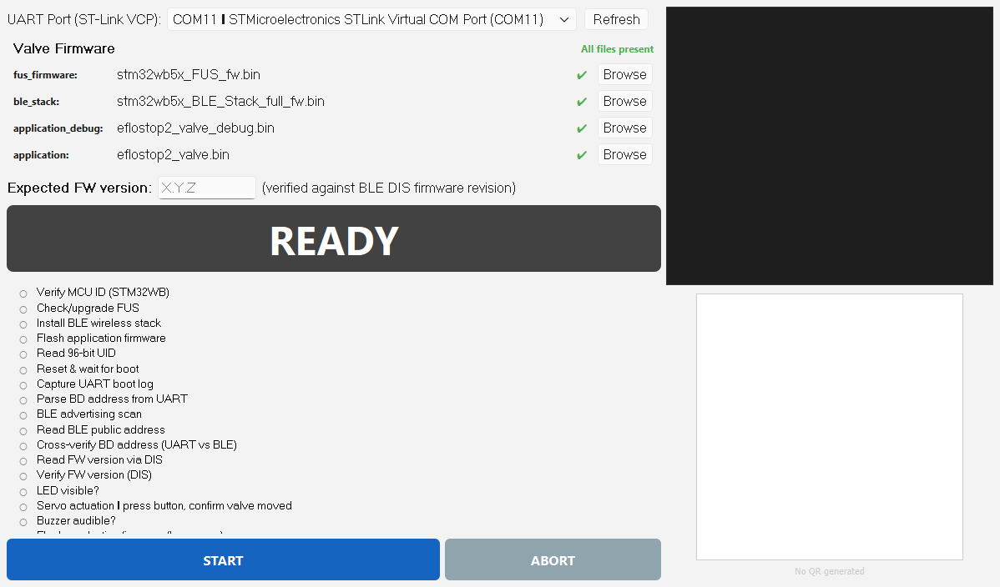 UART Port (ST-Link VCP): COM11 | STMicroelectronics STLink Virtual COM Port (COM11) Refresh
Valve Firmware All files present
fus_firmware: stm32wb5x_FUS_fw.bin ✔ Browse
ble_stack: stm32wb5x_BLE_Stack_full_fw.bin ✔ Browse
application_debug: eflostop2_valve_debug.bin ✔ Browse
application: eflostop2_valve.bin ✔ Browse
Expected FW version: X.Y.Z (verified against BLE DIS firmware revision)
READY
Verify MCU ID (STM32WB)
Check/upgrade FUS
Install BLE wireless stack
Flash application firmware
Read 96-bit UID
Reset & wait for boot
Capture UART boot log
Parse BD address from UART
BLE advertising scan
Read BLE public address
Cross-verify BD address (UART vs BLE)
Read FW version via DIS
Verify FW version (DIS)
LED visible?
Servo actuation | press button, confirm valve moved
Buzzer audible?
START ABORT
No QR generated